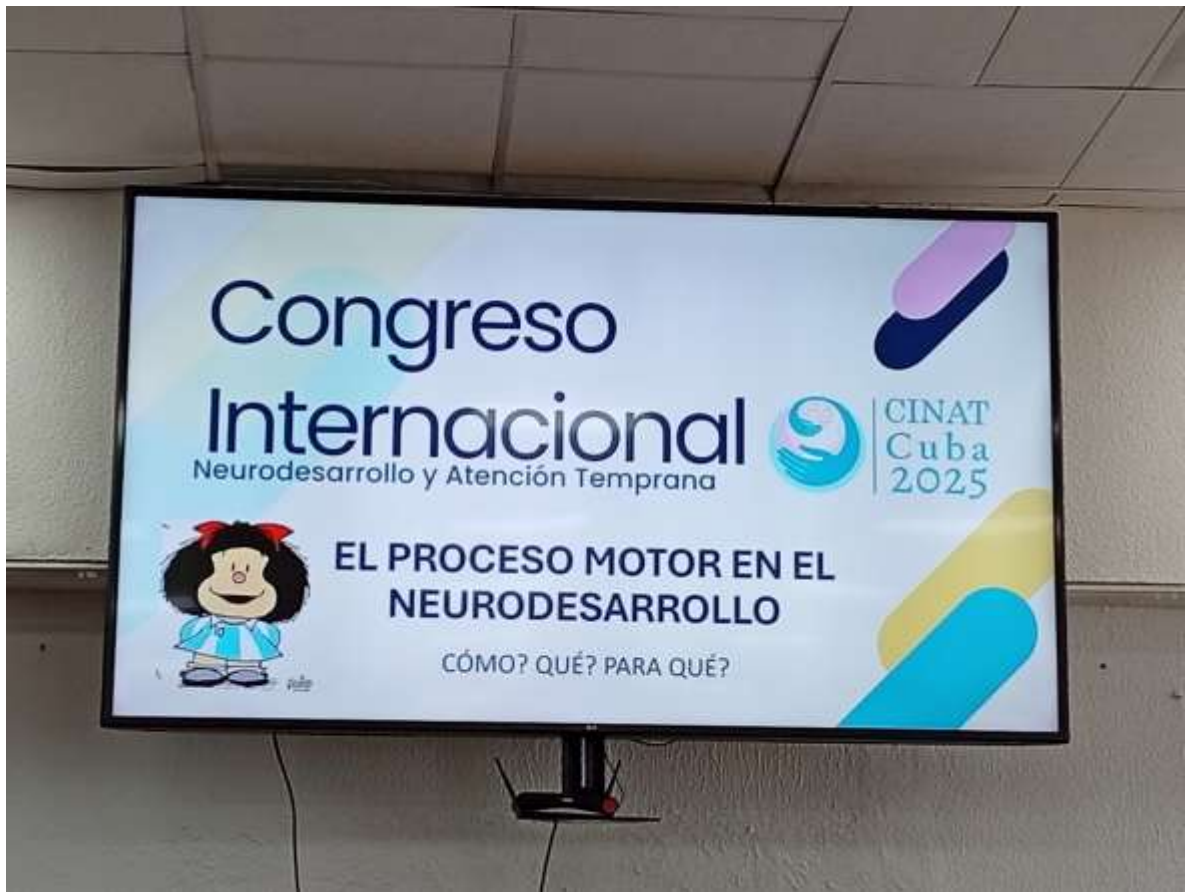 Congreso
Internacional
Neurodesarrollo y Atención Temprana
CINAT
Cuba
2025
EL PROCESO MOTOR EN EL
NEURODESARROLLO
CÓMO? QUÉ? PARA QUÉ?